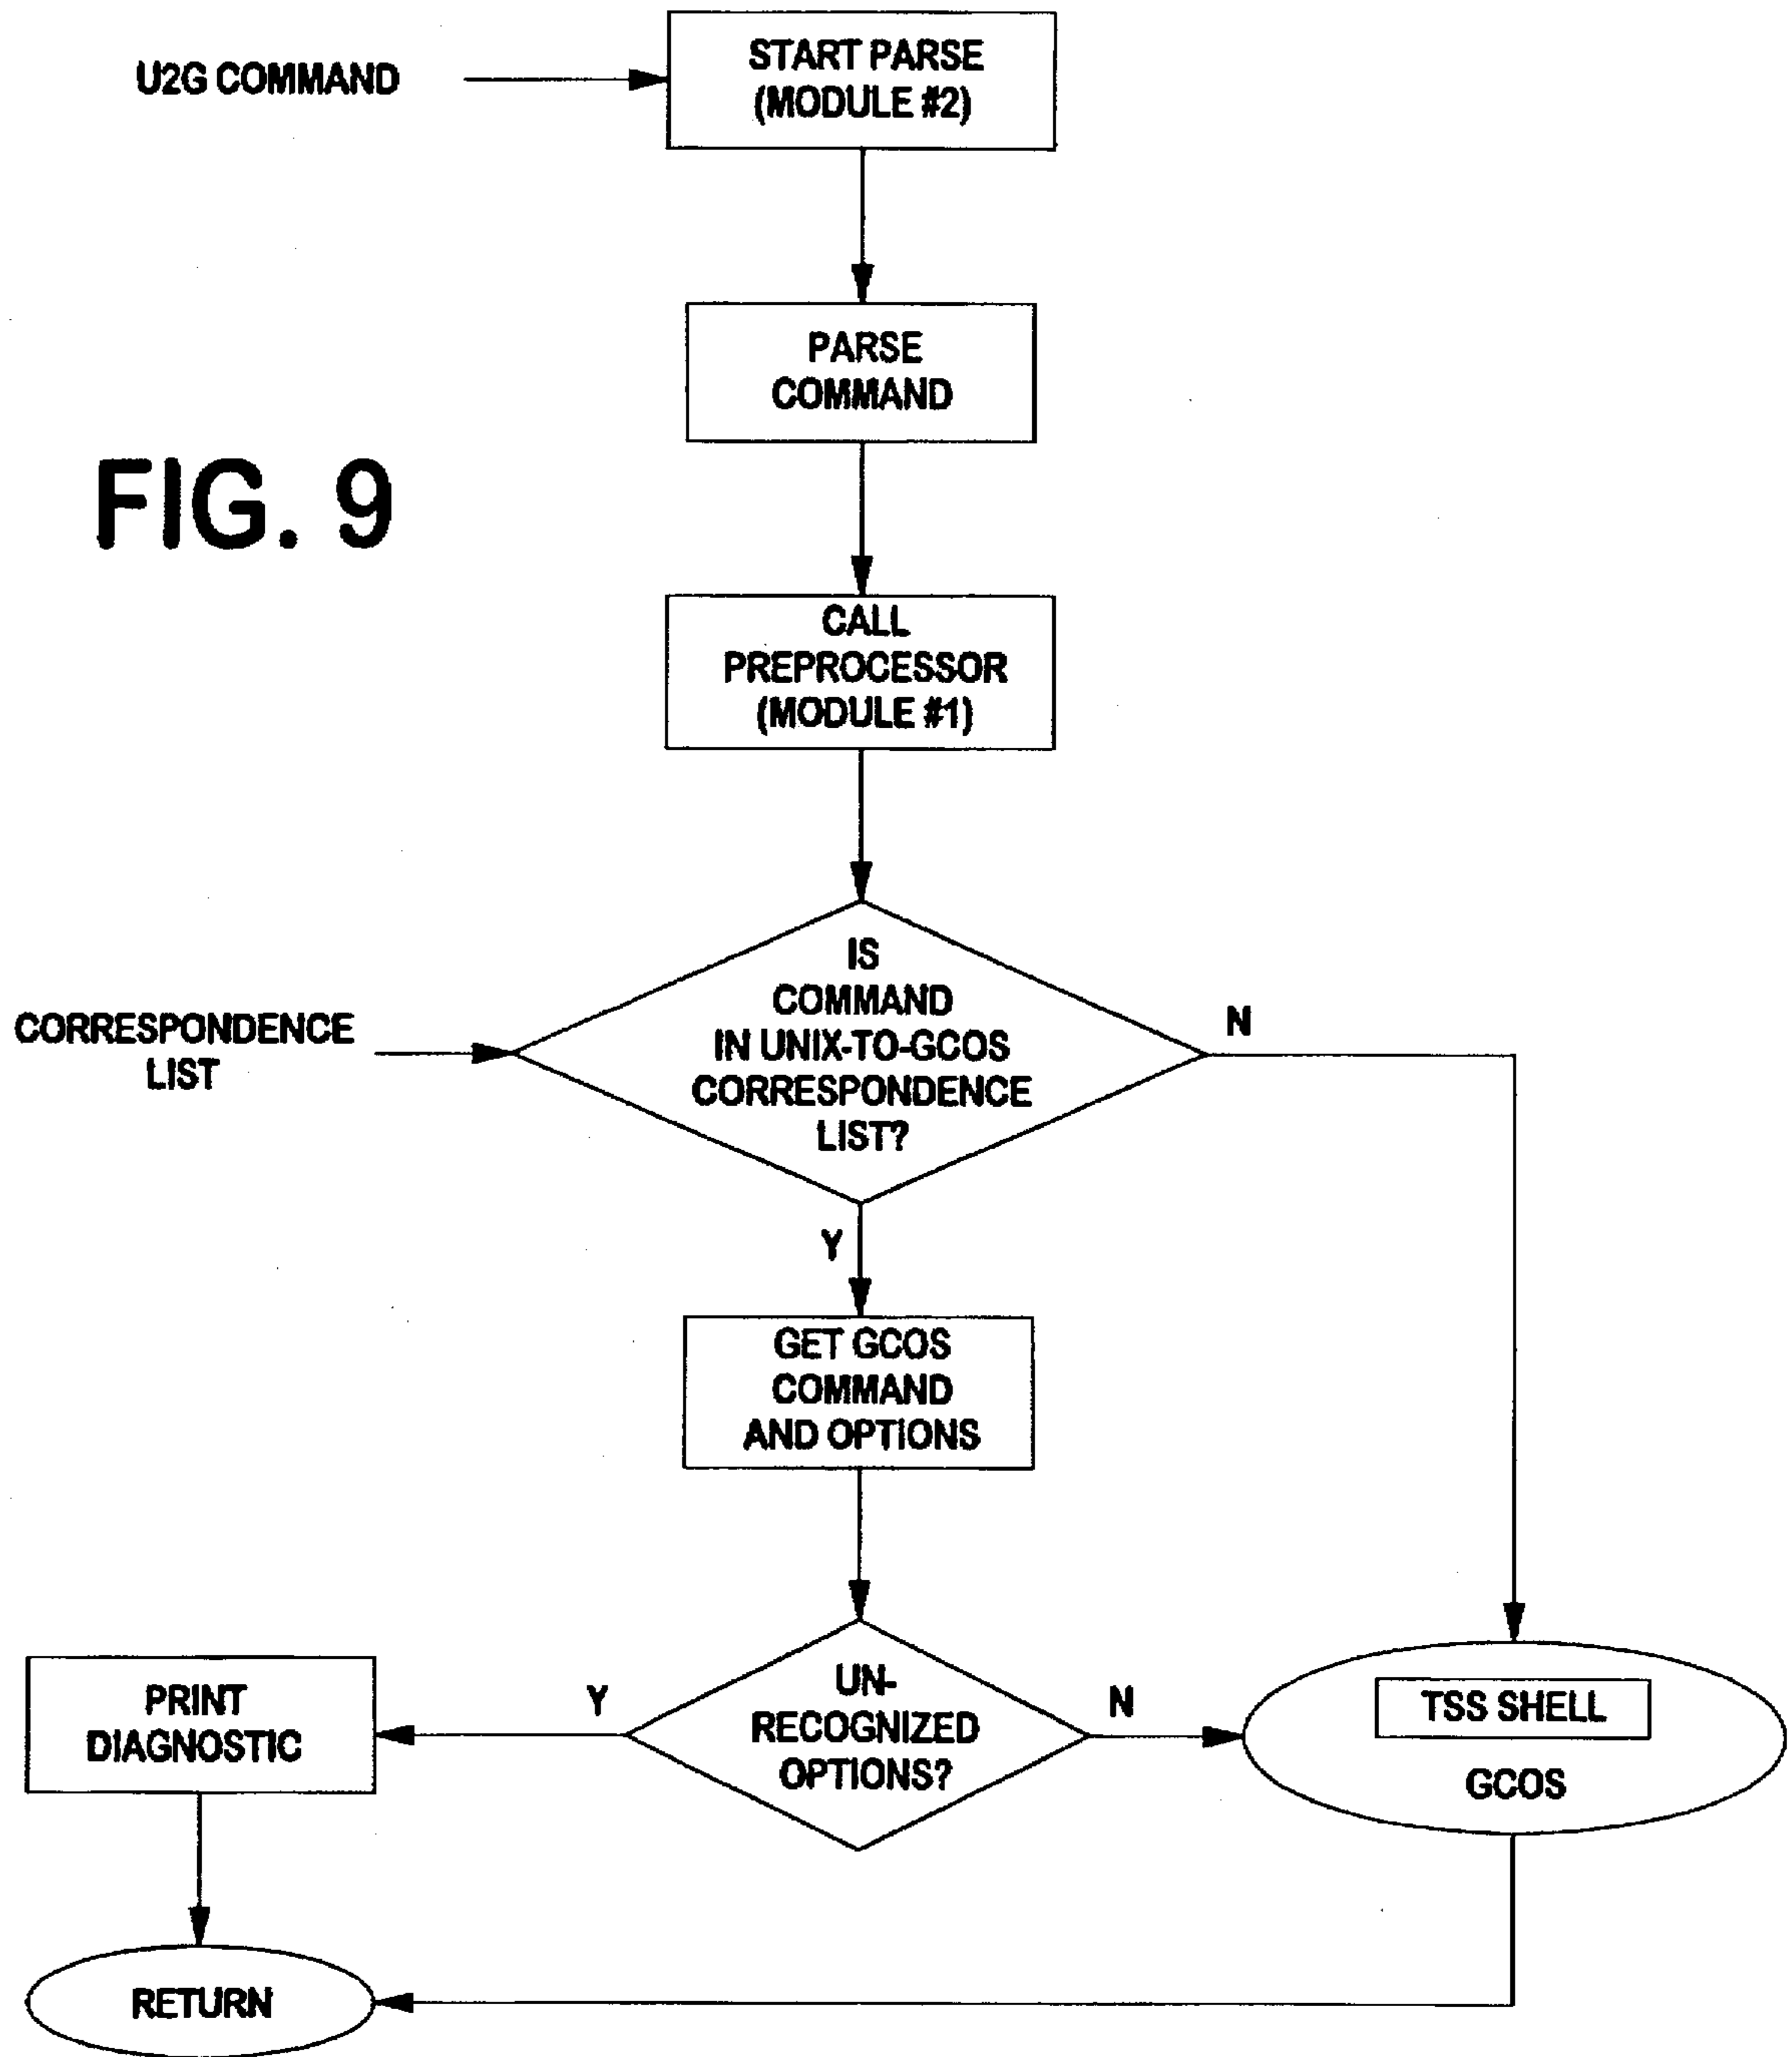 U2G COMMAND
START PARSE
(MODULE #2)
PARSE
COMMAND
FIG. 9
CALL
PREPROCESSOR
(MODULE #1)
CORRESPONDENCE
LIST
IS
COMMAND
IN UNIX-TO-GCOS
CORRESPONDENCE
LIST?
N
Y
GET GCOS
COMMAND
AND OPTIONS
PRINT
DIAGNOSTIC
Y
UN-
RECOGNIZED
OPTIONS?
N
TSS SHELL
GCOS
RETURN